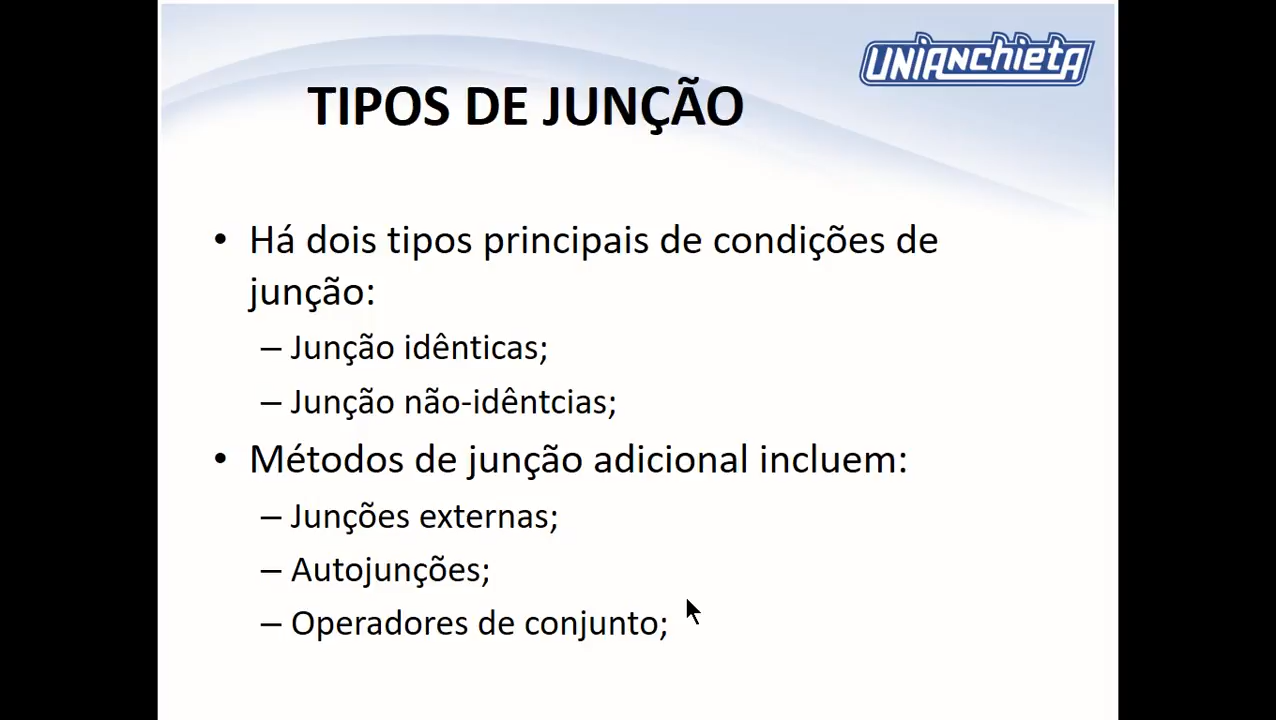 UNIANCHIETA
TIPOS DE JUNÇÃO
• Há dois tipos principais de condições de
junção:
– Junção idênticas;
– Junção não-idêntcias;
• Métodos de junção adicional incluem:
– Junções externas;
– Autojunções;
– Operadores de conjunto;